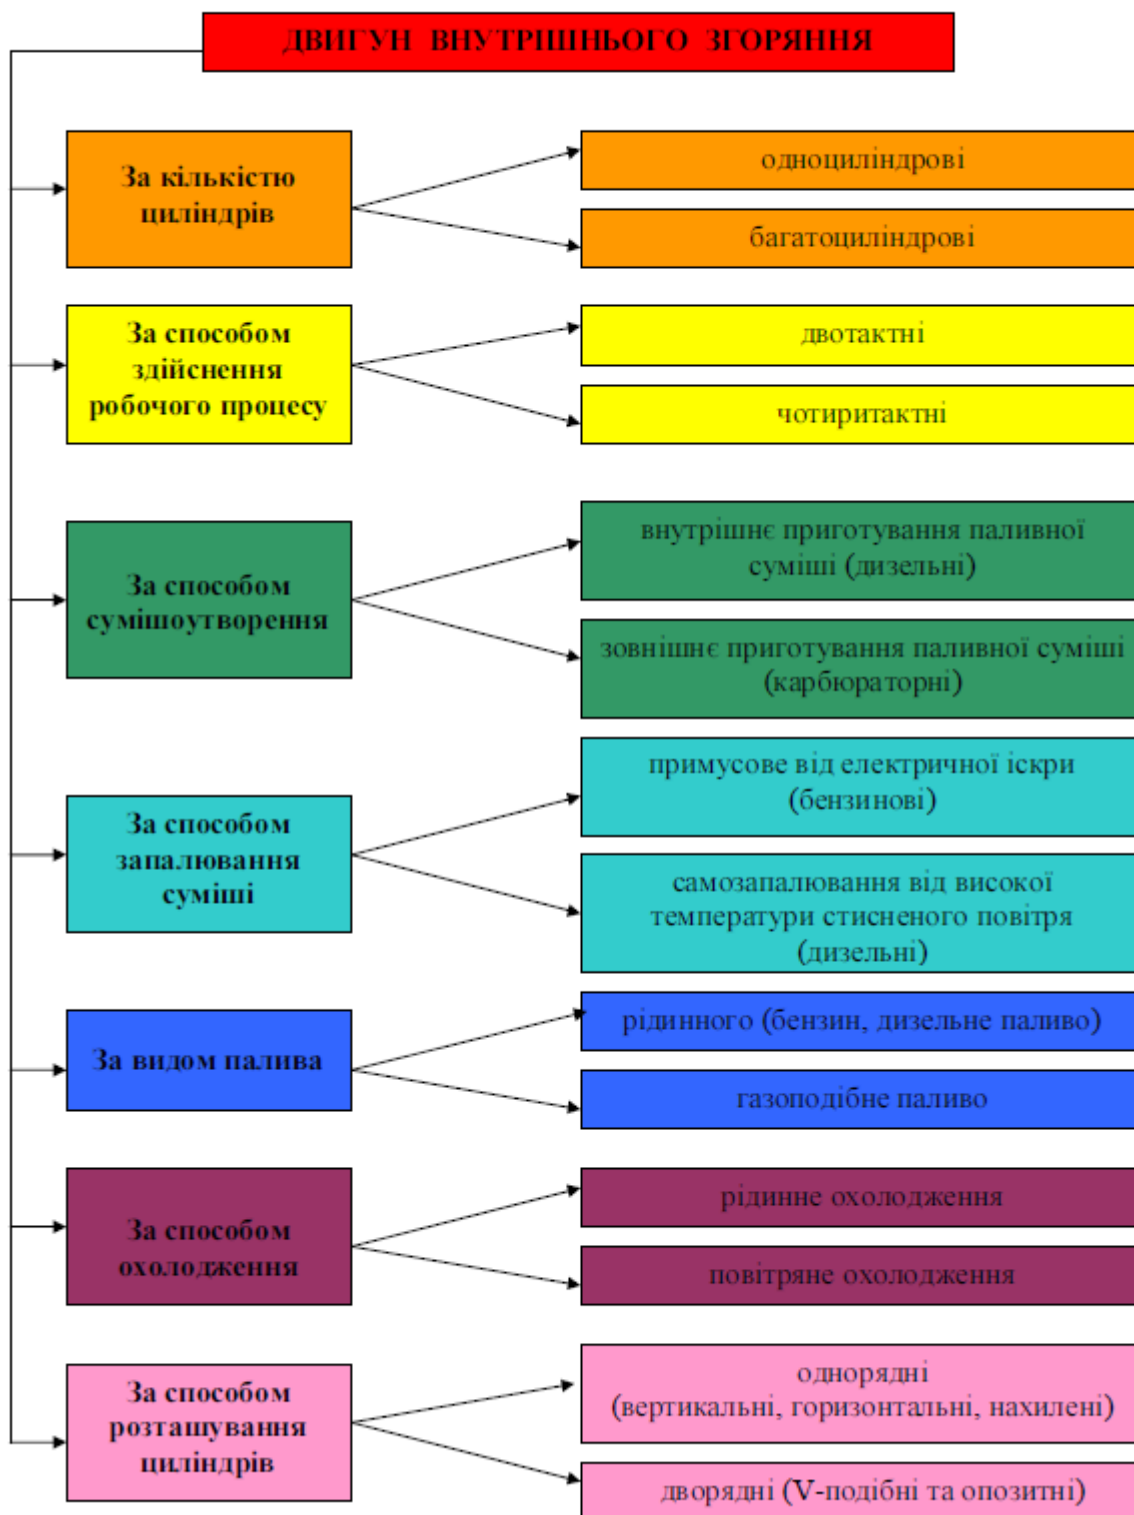 ДВИГУН ВНУТРІШНЬОГО ЗГОРЯННЯ
За кількістю
циліндрів
одноциліндрові
багатоциліндрові
За способом
здійснення
робочого процесу
двотактні
чотиритактні
За способом
сумішоутворення
внутрішнє приготування паливної
суміші (дизельні)
зовнішнє приготування паливної суміші
(карбюраторні)
За способом
запалювання
суміші
примусове від електричної іскри
(бензинові)
самозапалювання від високої
температури стисненого повітря
(дизельні)
За видом палива
рідинного (бензин, дизельне паливо)
газоподібне паливо
За способом
охолодження
рідинне охолодження
повітряне охолодження
За способом
розташування
циліндрів
однорядні
(вертикальні, горизонтальні, нахилені)
дворядні (V-подібні та опозитні)